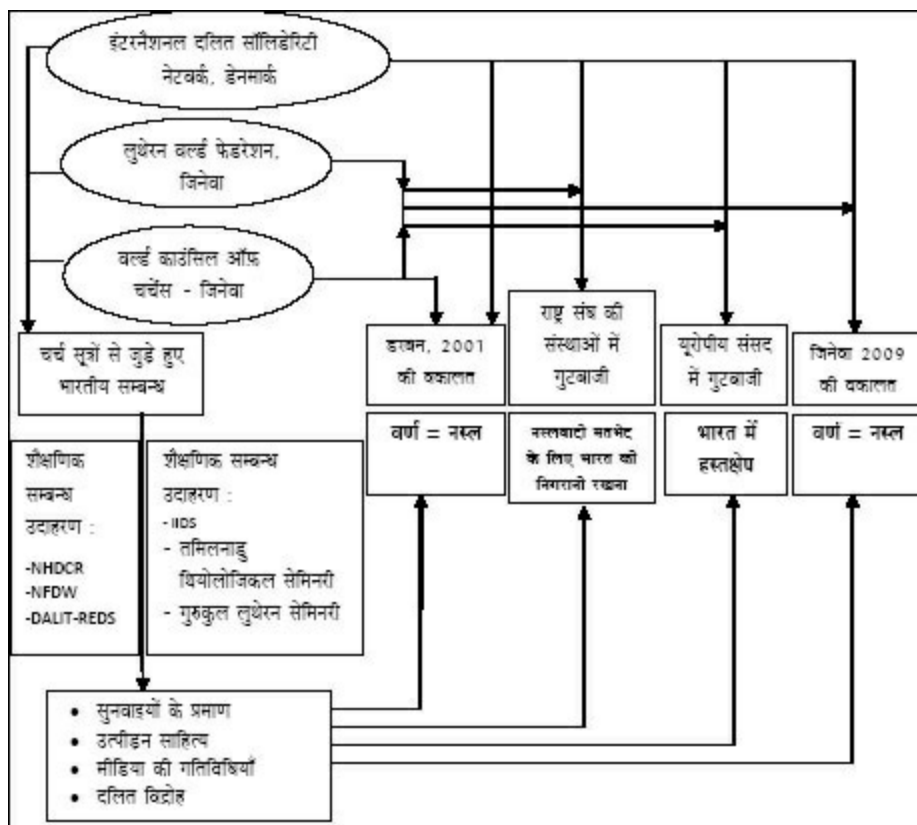 इंटरनैशनल दलित सॉलिडेरिटी
नेटवर्क, डेनमार्क
लुथेरन वर्ल्ड फेडरेशन,
जिनेवा
वर्ल्ड काउंसिल ऑफ़
चर्चेस - जिनेवा
चर्च सूत्रों से जुड़े हुए
भारतीय सम्बन्ध
डरबन, 2001
की वकालत
राष्ट्र संघ की
संस्थाओं में
गुटबाजी
यूरोपीय संसद
में गुटबाजी
जिनेवा 2009
की वकालत
वर्ण = नस्ल
नस्लवादी मतभेद
के लिए भारत की
निगरानी रखना
भारत में
हस्तक्षेप
वर्ण = नस्ल
शैक्षणिक
सम्बन्ध
उदाहरण :
-NHDCR
-NFDW
-DALIT-REDS
शैक्षणिक सम्बन्ध
उदाहरण :
-IIDS
- तमिलनाडु
थियोलोजिकल सेमिनरी
- गुरुकुल लुथेरन सेमिनरी
• सुनवाइयों के प्रमाण
• उत्पीड़न साहित्य
• मीडिया की गतिविधियाँ
• दलित विद्रोह